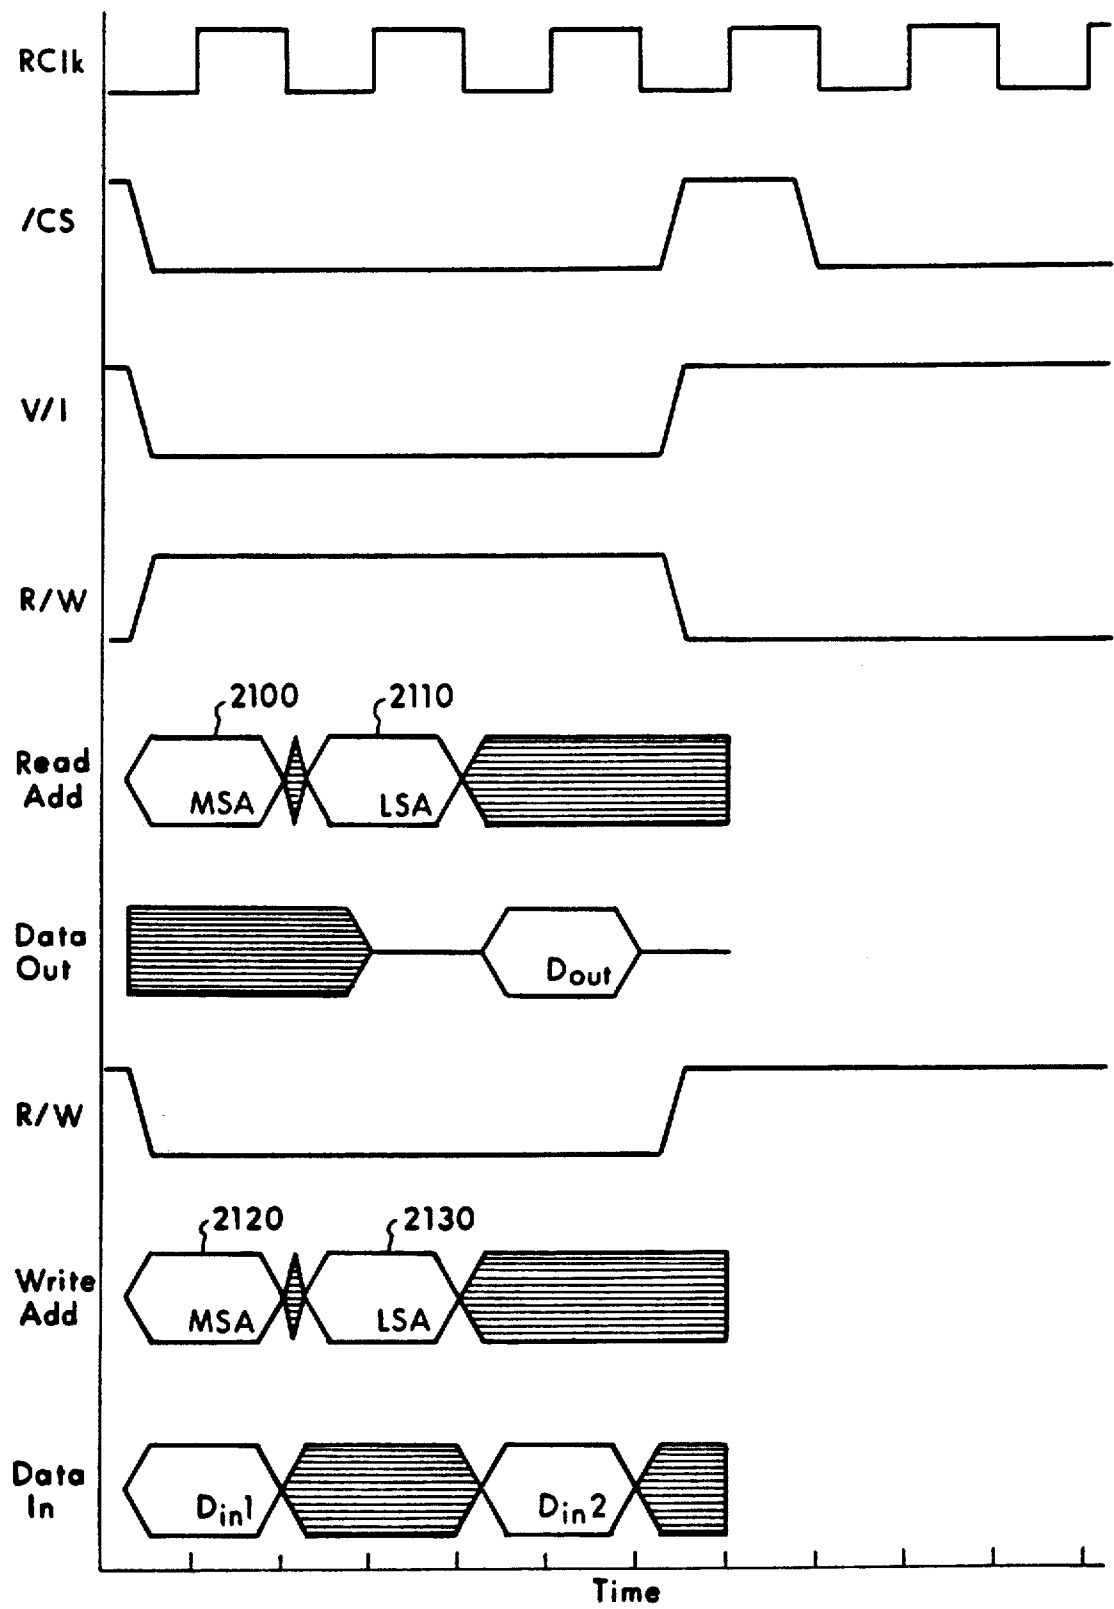 RClk
/CS
V/I
R/W
2100
2110
Read
Add
MSA
LSA
Data
Out
Dout
R/W
2120
2130
Write
Add
MSA
LSA
Data
In
Din1
Din2
Time